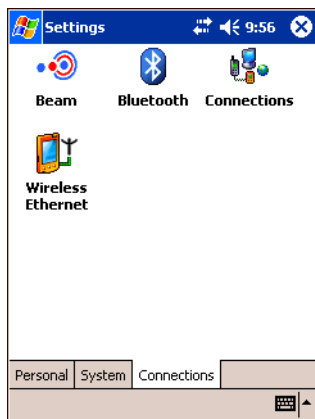 Settings 9:56
Beam Bluetooth Connections
Wireless
Ethernet
Personal System Connections